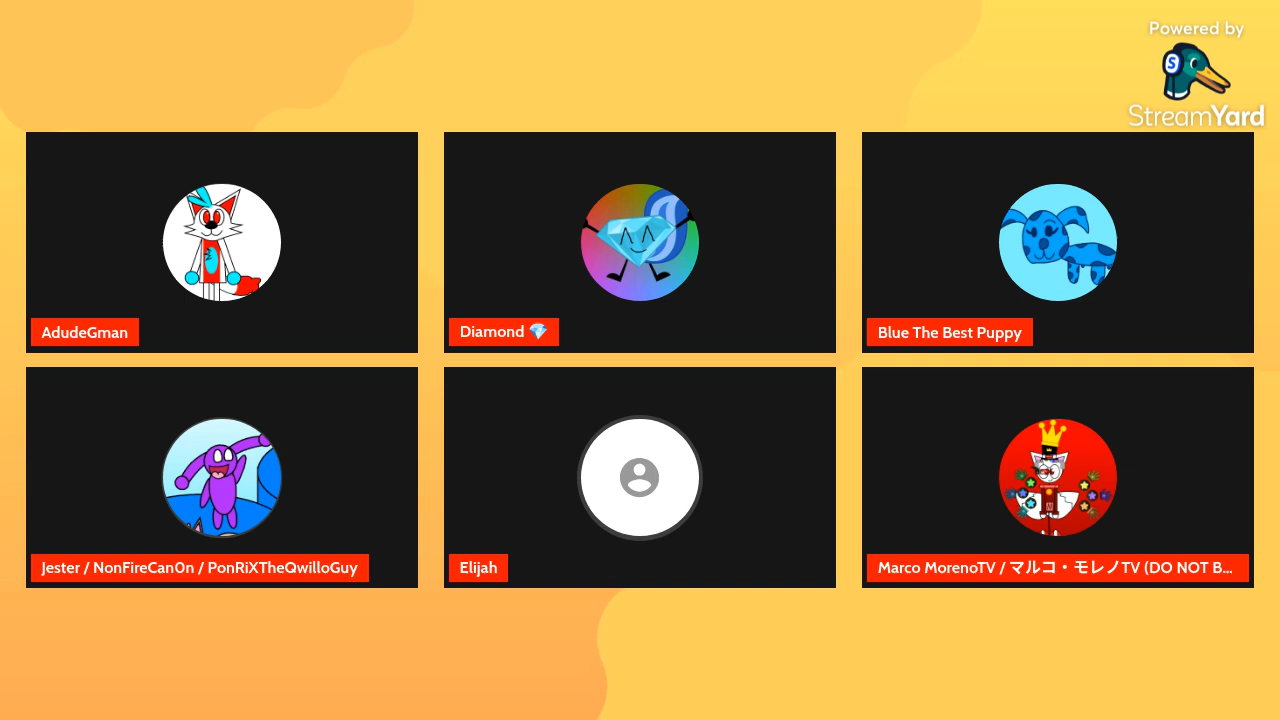 Powered by
StreamYard
AdudeGman
Diamond 💎
Blue The Best Puppy
Jester / NonFireCan0n / PonRiXTheQwilloGuy
Elijah
Marco MorenoTV / マルコ・モレノTV (DO NOT B...